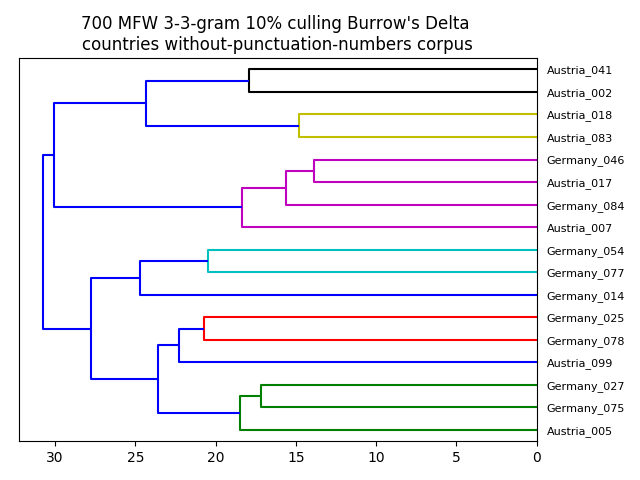 700 MFW 3-3-gram 10% culling Burrow's Delta
countries without-punctuation-numbers corpus
Austria_041
Austria_002
Austria_018
Austria_083
Germany_046
Austria_017
Germany_084
Austria_007
Germany_054
Germany_077
Germany_014
Germany_025
Germany_078
Austria_099
Germany_027
Germany_075
Austria_005
30 25 20 15 10 5 0